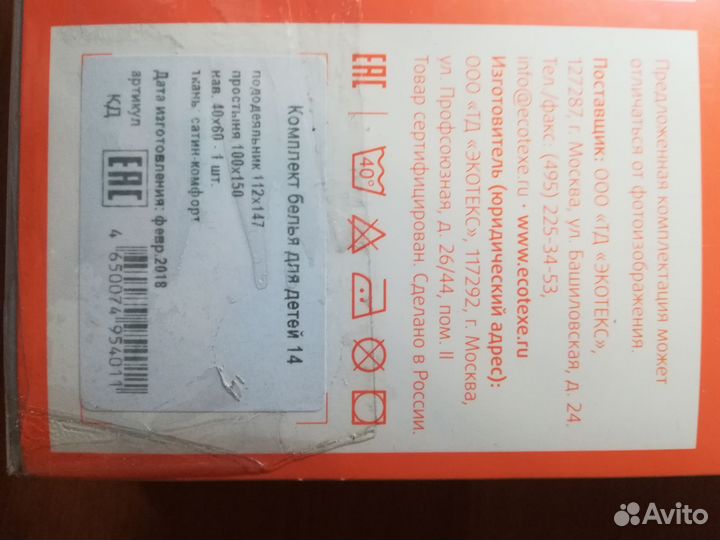 Предложенная комплектация может
отличаться от фотоизображения.
Поставщик: ООО «ТД «ЭКОТЕКС»,
127287, г. Москва, ул. Башиловская, д. 24.
Тел./факс: (495) 225-34-53,
info@ecotexe.ru · www.ecotexe.ru
Изготовитель (юридический адрес):
ООО «ТД «ЭКОТЕКС», 117292, г. Москва,
ул. Профсоюзная, д. 26/44, пом. II
Товар сертифицирован. Сделано в России.
EAC
40°
Комплект белья для детей 14
пододеяльник 112x147
простыня 100x150
нав. 40x60 - 1 шт.
ткань сатин-комфорт
Дата изготовления: февр.2018
артикул
КД
EAC
4 650074 954011
Avito